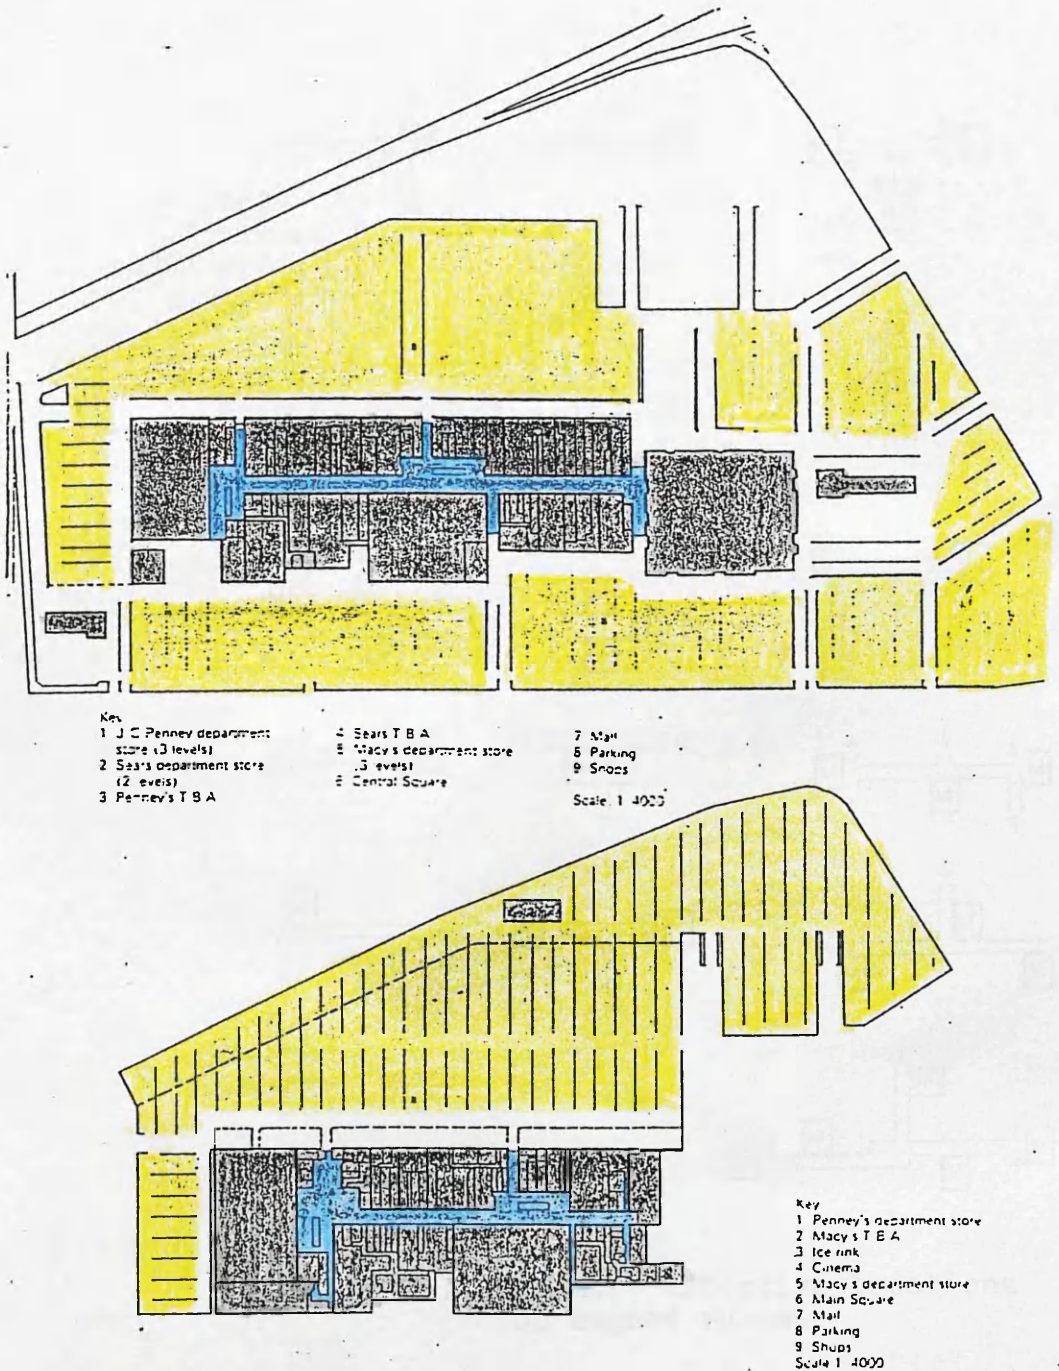 Key
1 J C Penney department
store (3 levels)
2 Sears department store
(2 levels)
3 Penney's T B A
4 Sears T B A
5 Macy's department store
(3 levels)
6 Central Square
7 Mall
8 Parking
9 Shops
Scale 1 4000
Key
1 Penney's department store
2 Macy's T B A
3 Ice rink
4 Cinema
5 Macy's department store
6 Main Square
7 Mall
8 Parking
9 Shops
Scale 1 4000